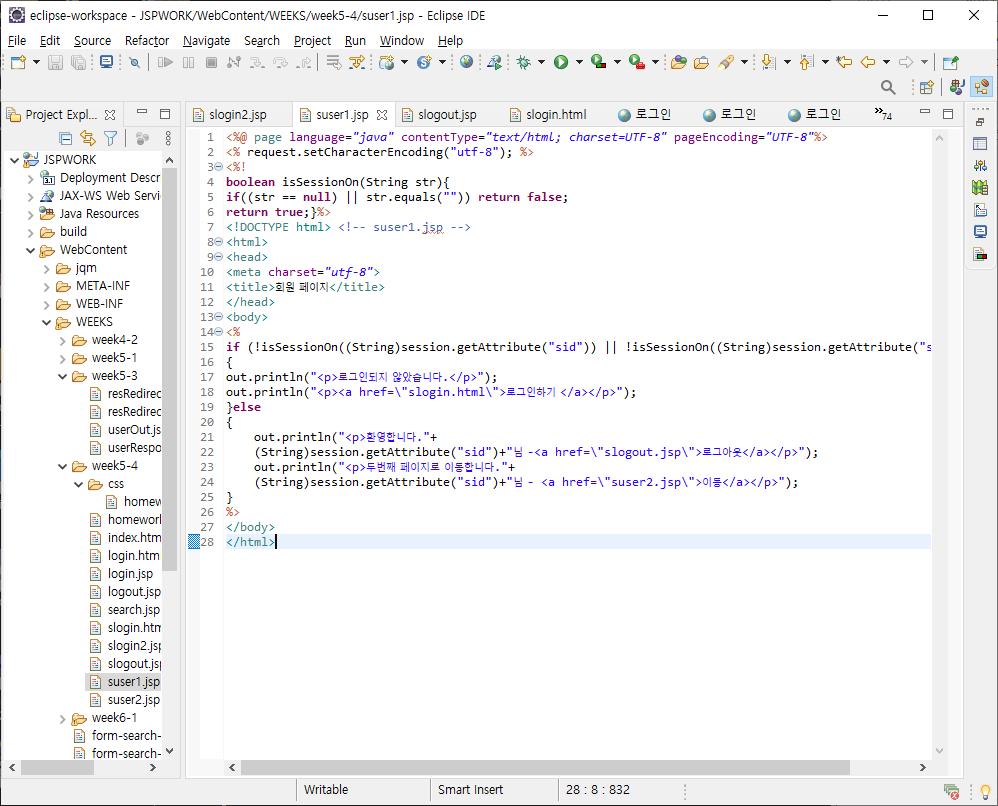 eclipse-workspace - JSPWORK/WebContent/WEEKS/week5-4/suser1.jsp - Eclipse IDE
File Edit Source Refactor Navigate Search Project Run Window Help
Project Expl...
slogin2.jsp suser1.jsp slogout.jsp slogin.html 로그인 로그인 로그인 »74
JSPWORK
Deployment Descr
JAX-WS Web Servi
Java Resources
build
WebContent
jqm
META-INF
WEB-INF
WEEKS
week4-2
week5-1
week5-3
resRedirec
resRedirec
userOut.js
userRespo
week5-4
css
homew
homework
index.htm
login.htm
login.jsp
logout.jsp
search.jsp
slogin.htm
slogin2.jsp
slogout.jsp
suser1.jsp
suser2.jsp
week6-1
form-search-
form-search-
1 <%@ page language="java" contentType="text/html; charset=UTF-8" pageEncoding="UTF-8"%>
2 <% request.setCharacterEncoding("utf-8"); %>
3 <%!
4 boolean isSessionOn(String str){
5 if((str == null) || str.equals("")) return false;
6 return true;}%>
7 <!DOCTYPE html> <!-- suser1.jsp -->
8 <html>
9 <head>
10 <meta charset="utf-8">
11 <title>회원 페이지</title>
12 </head>
13 <body>
14 <%
15 if (!isSessionOn((String)session.getAttribute("sid")) || !isSessionOn((String)session.getAttribute("s
16 {
17 out.println("<p>로그인되지 않았습니다.</p>");
18 out.println("<p><a href=\"slogin.html\">로그인하기 </a></p>");
19 }else
20 {
21 out.println("<p>환영합니다."+
22 (String)session.getAttribute("sid")+"님 -<a href=\"slogout.jsp\">로그아웃</a></p>");
23 out.println("<p>두번째 페이지로 이동합니다."+
24 (String)session.getAttribute("sid")+"님 - <a href=\"suser2.jsp\">이동</a></p>");
25 }
26 %>
27 </body>
28 </html>
Writable Smart Insert 28 : 8 : 832